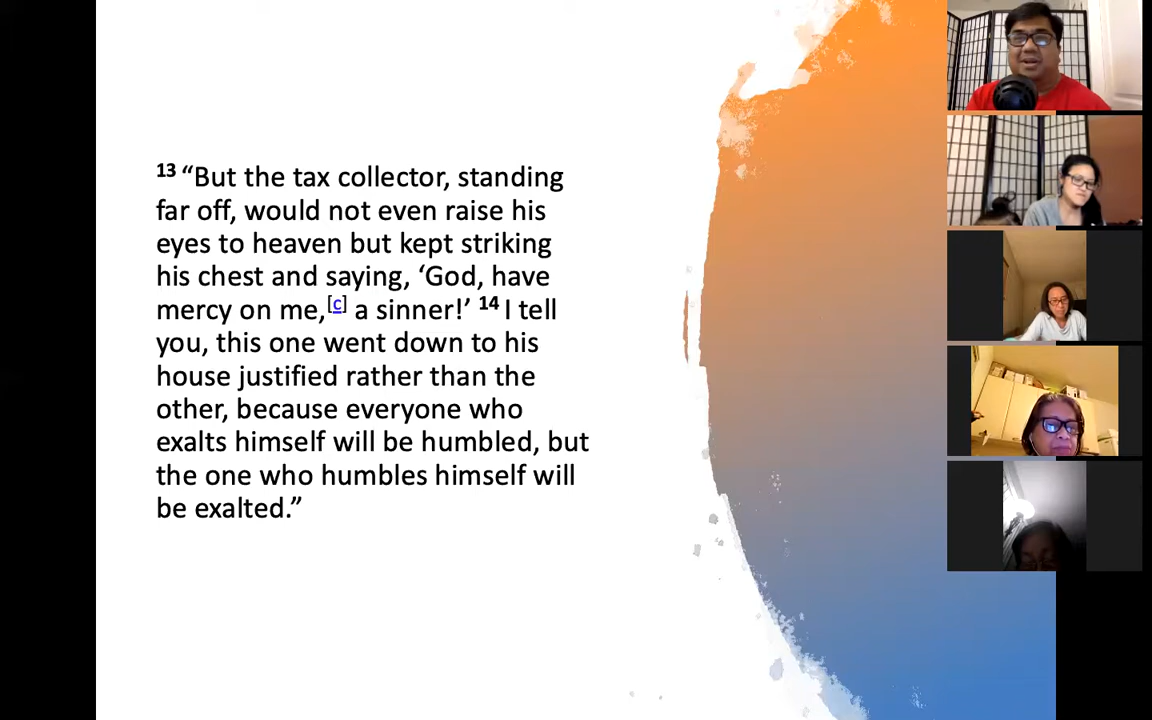 13 “But the tax collector, standing
far off, would not even raise his
eyes to heaven but kept striking
his chest and saying, ‘God, have
mercy on me,[c] a sinner!’ 14 I tell
you, this one went down to his
house justified rather than the
other, because everyone who
exalts himself will be humbled, but
the one who humbles himself will
be exalted.”